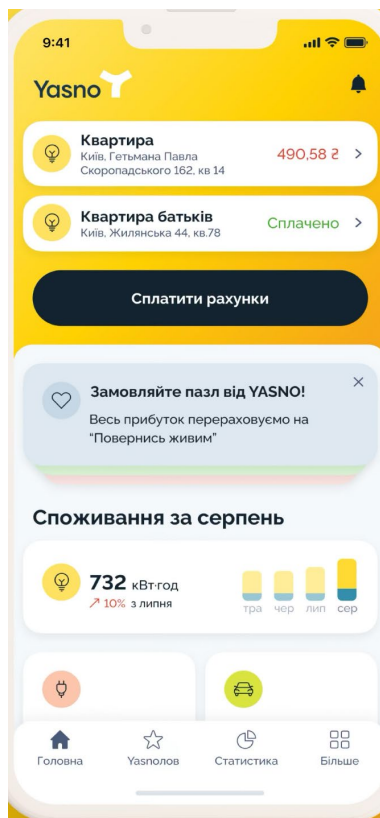 9:41
Yasno
Квартира
Київ, Гетьмана Павла
Скоропадського 162, кв 14
490,58 ₴
Квартира батьків
Київ, Жилянська 44, кв.78
Сплачено
Сплатити рахунки
Замовляйте пазл від YASNO!
Весь прибуток перераховуємо на
“Повернись живим”
Споживання за серпень
732 кВт·год
10% з липня
тра чер лип сер
Головна Yasnoлов Статистика Більше